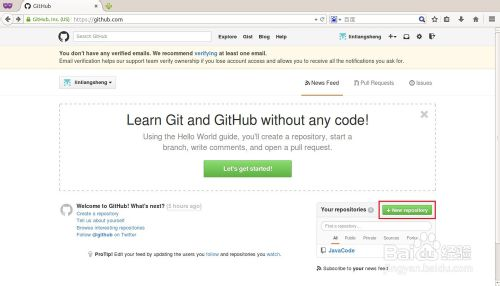 GitHub
GitHub, Inc. (US) https://github.com
百度
Search GitHub
Explore Gist Blog Help
lintiangsheng
You don't have any verified emails. We recommend verifying at least one email.
Email verification helps our support team verify ownership if you lose account access and allows you to receive all the notifications you ask for.
lintiangsheng
News Feed Pull Requests Issues
Learn Git and GitHub without any code!
Using the Hello World guide, you'll create a repository, start a
branch, write comments, and open a pull request.
Let's get started!
Welcome to GitHub! What's next? (5 hours ago)
Create a repository
Tell us about yourself
Browse interesting repositories
Follow @github on Twitter
ProTip! Edit your feed by updating the users you follow and repositories you watch.
Your repositories
+ New repository
Find a repository...
All Public Private Sources Forks
JavaCode
Subscribe to your news feed
Baidu 经验
jingyan.baidu.com